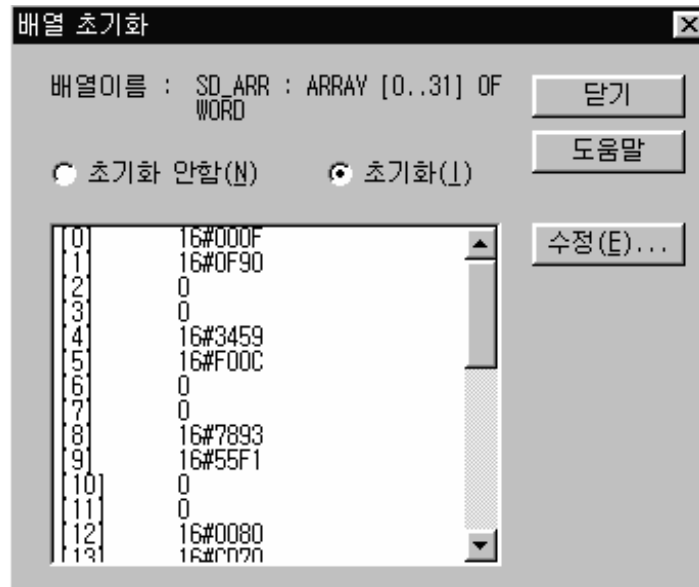 배열 초기화
배열이름 : SD_ARR : ARRAY [0..31] OF
WORD
닫기
도움말
초기화 안함(N)
초기화(I)
수정(E)...
[0] 16#000F
[1] 16#0F90
[2] 0
[3] 0
[4] 16#3459
[5] 16#F00C
[6] 0
[7] 0
[8] 16#7893
[9] 16#55F1
[10] 0
[11] 0
[12] 16#0080
[13] 16#CD70